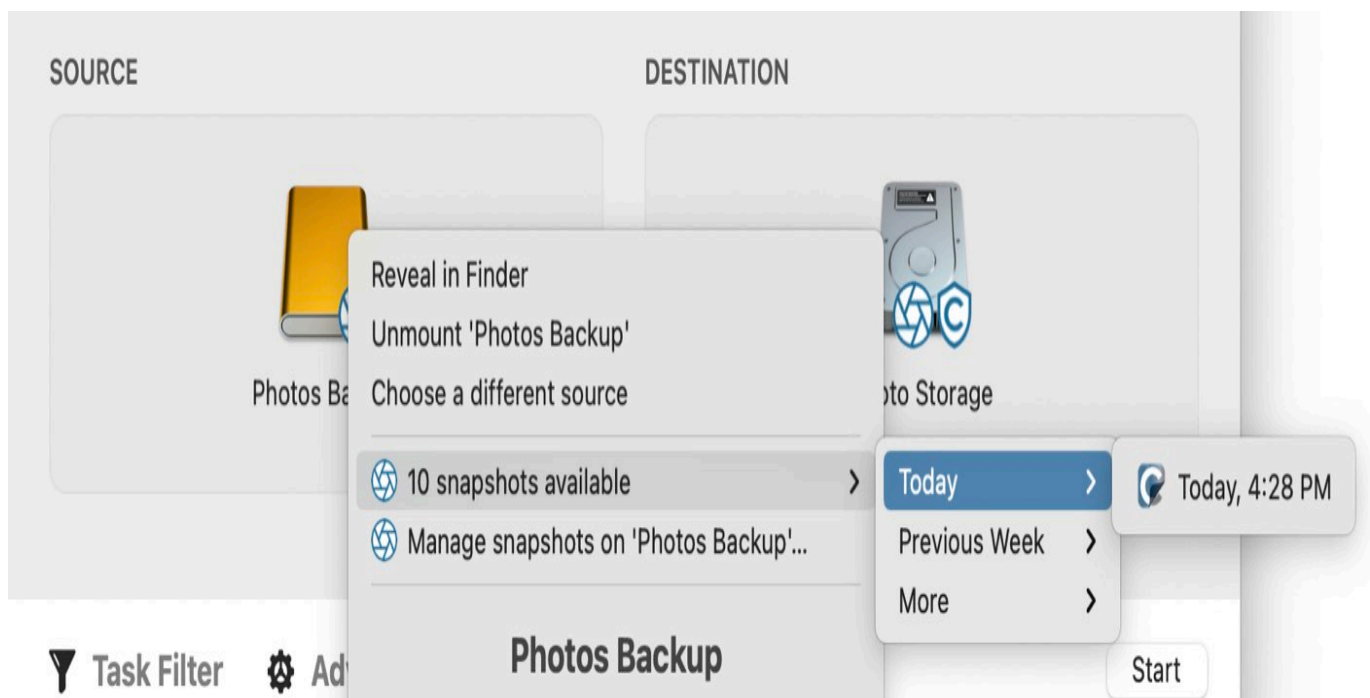 SOURCE
DESTINATION
Reveal in Finder
Unmount 'Photos Backup'
Photos Ba
Choose a different source
oto Storage
10 snapshots available
Today
Today, 4:28 PM
Manage snapshots on 'Photos Backup'...
Previous Week
More
Photos Backup
Task Filter
Ad
Start